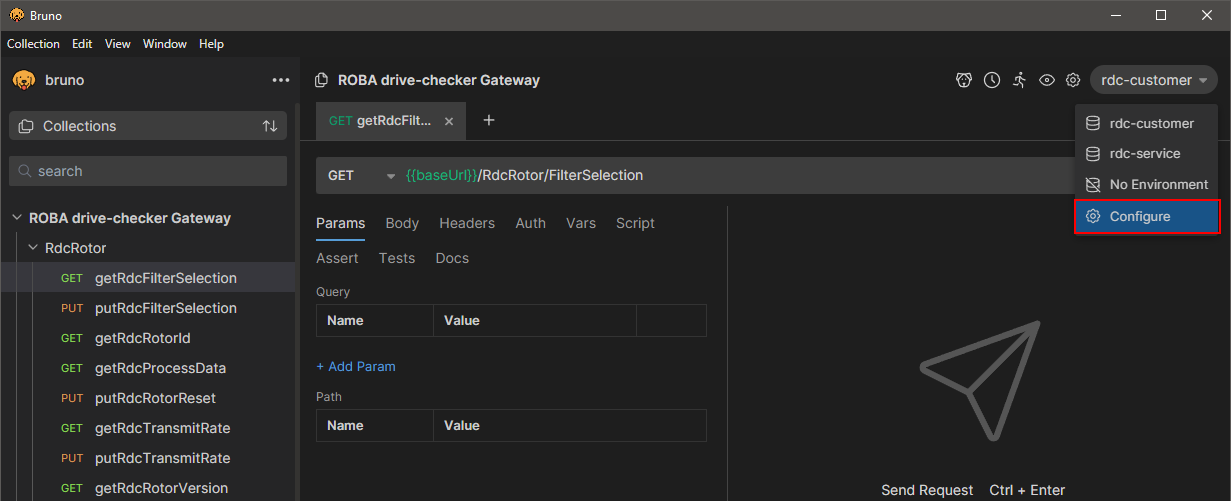 Bruno
Collection Edit View Window Help
bruno
Collections
search
ROBA drive-checker Gateway
RdcRotor
GET getRdcFilterSelection
PUT putRdcFilterSelection
GET getRdcRotorId
GET getRdcProcessData
PUT putRdcRotorReset
GET getRdcTransmitRate
PUT putRdcTransmitRate
GET getRdcRotorVersion
ROBA drive-checker Gateway
rdc-customer
GET getRdcFilt...
rdc-customer
rdc-service
No Environment
Configure
GET {{baseUrl}}/RdcRotor/FilterSelection
Params Body Headers Auth Vars Script
Assert Tests Docs
Query
Name Value
+ Add Param
Path
Name Value
Send Request Ctrl + Enter